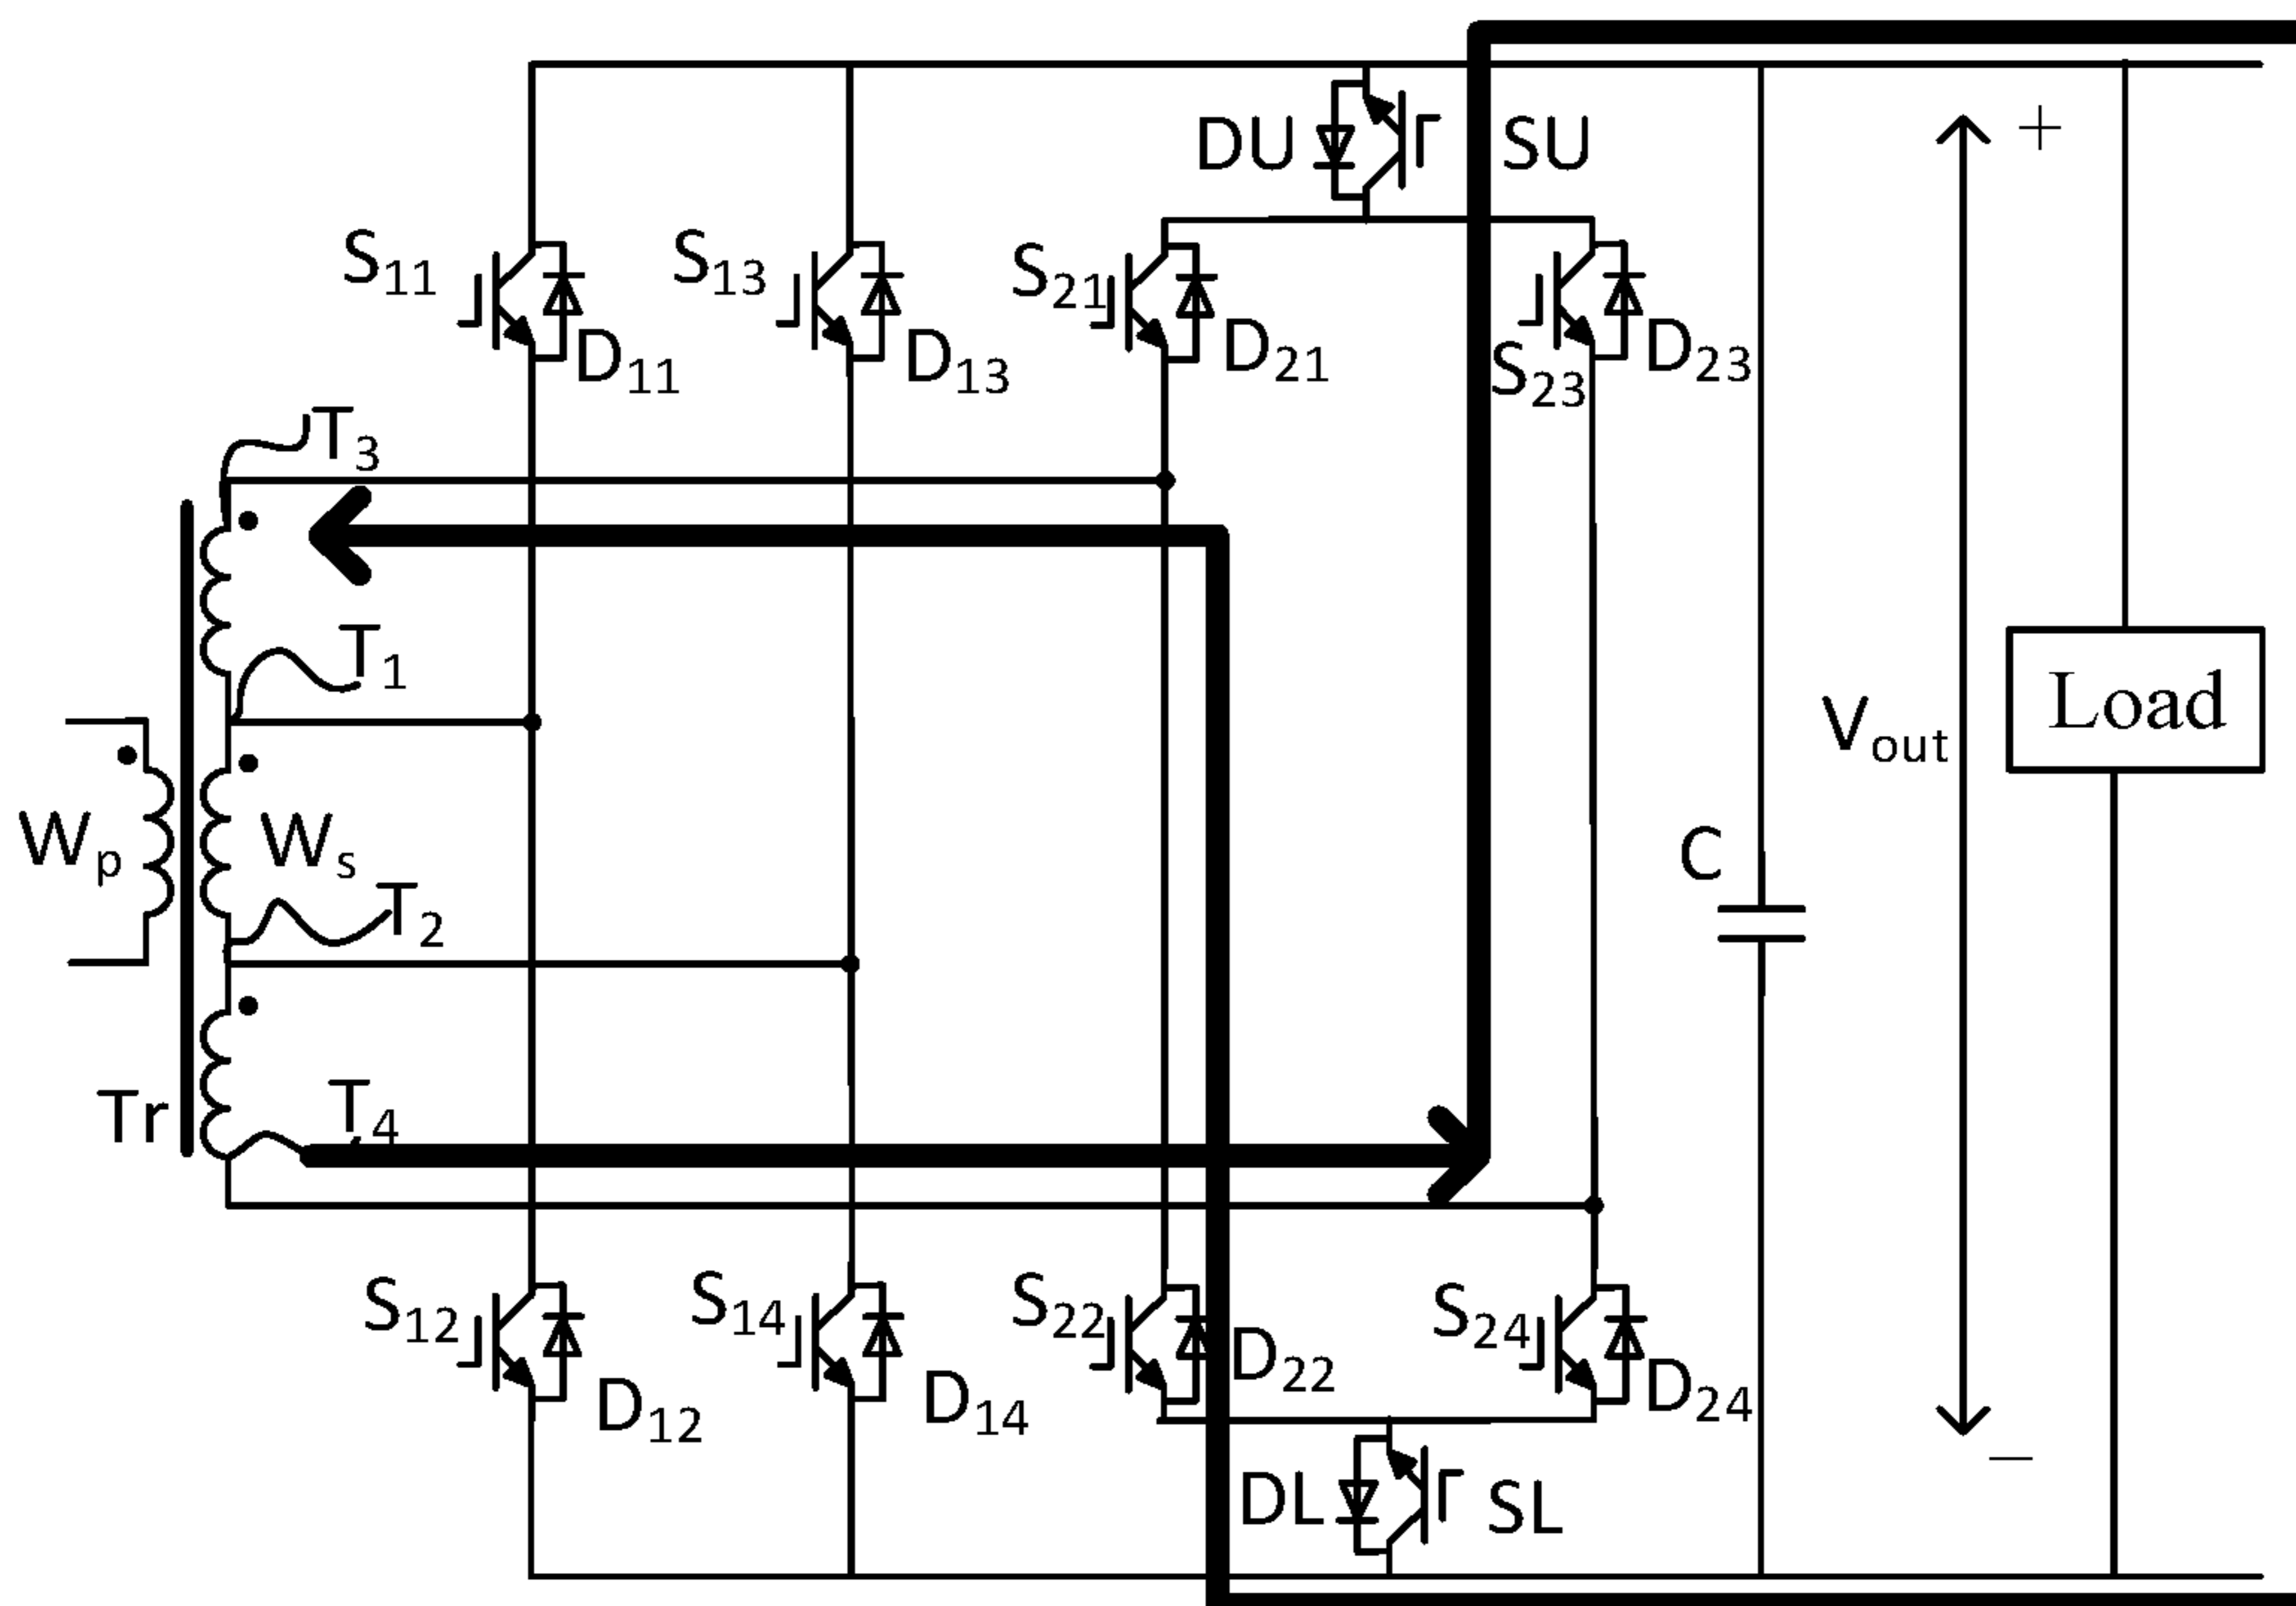 DU
SU
+
S11
S13
S21
D11
D13
D21
S23
D23
T3
T1
Wp
Ws
T2
C
Vout
Load
Tr
T4
S12
S14
S22
S24
D12
D14
D22
D24
DL
SL
−